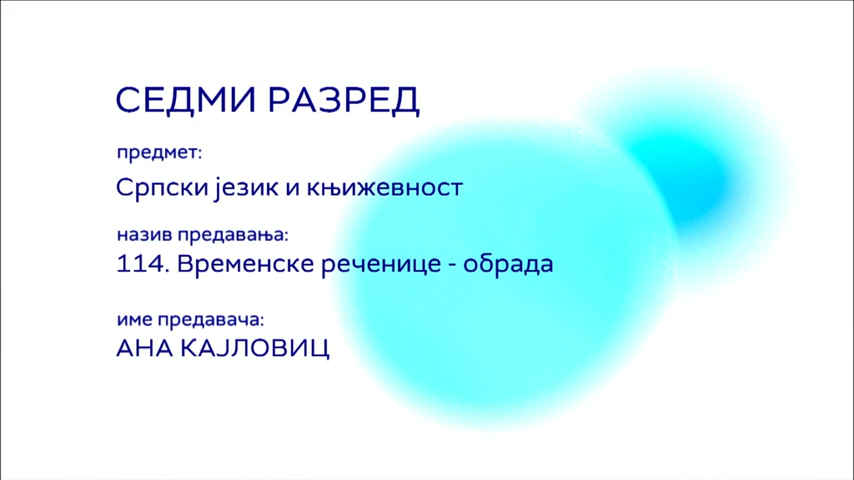 СЕДМИ РАЗРЕД
предмет:
Српски језик и књижевност
назив предавања:
114. Временске реченице - обрада
име предавача:
АНА КАЈЛОВИЦ